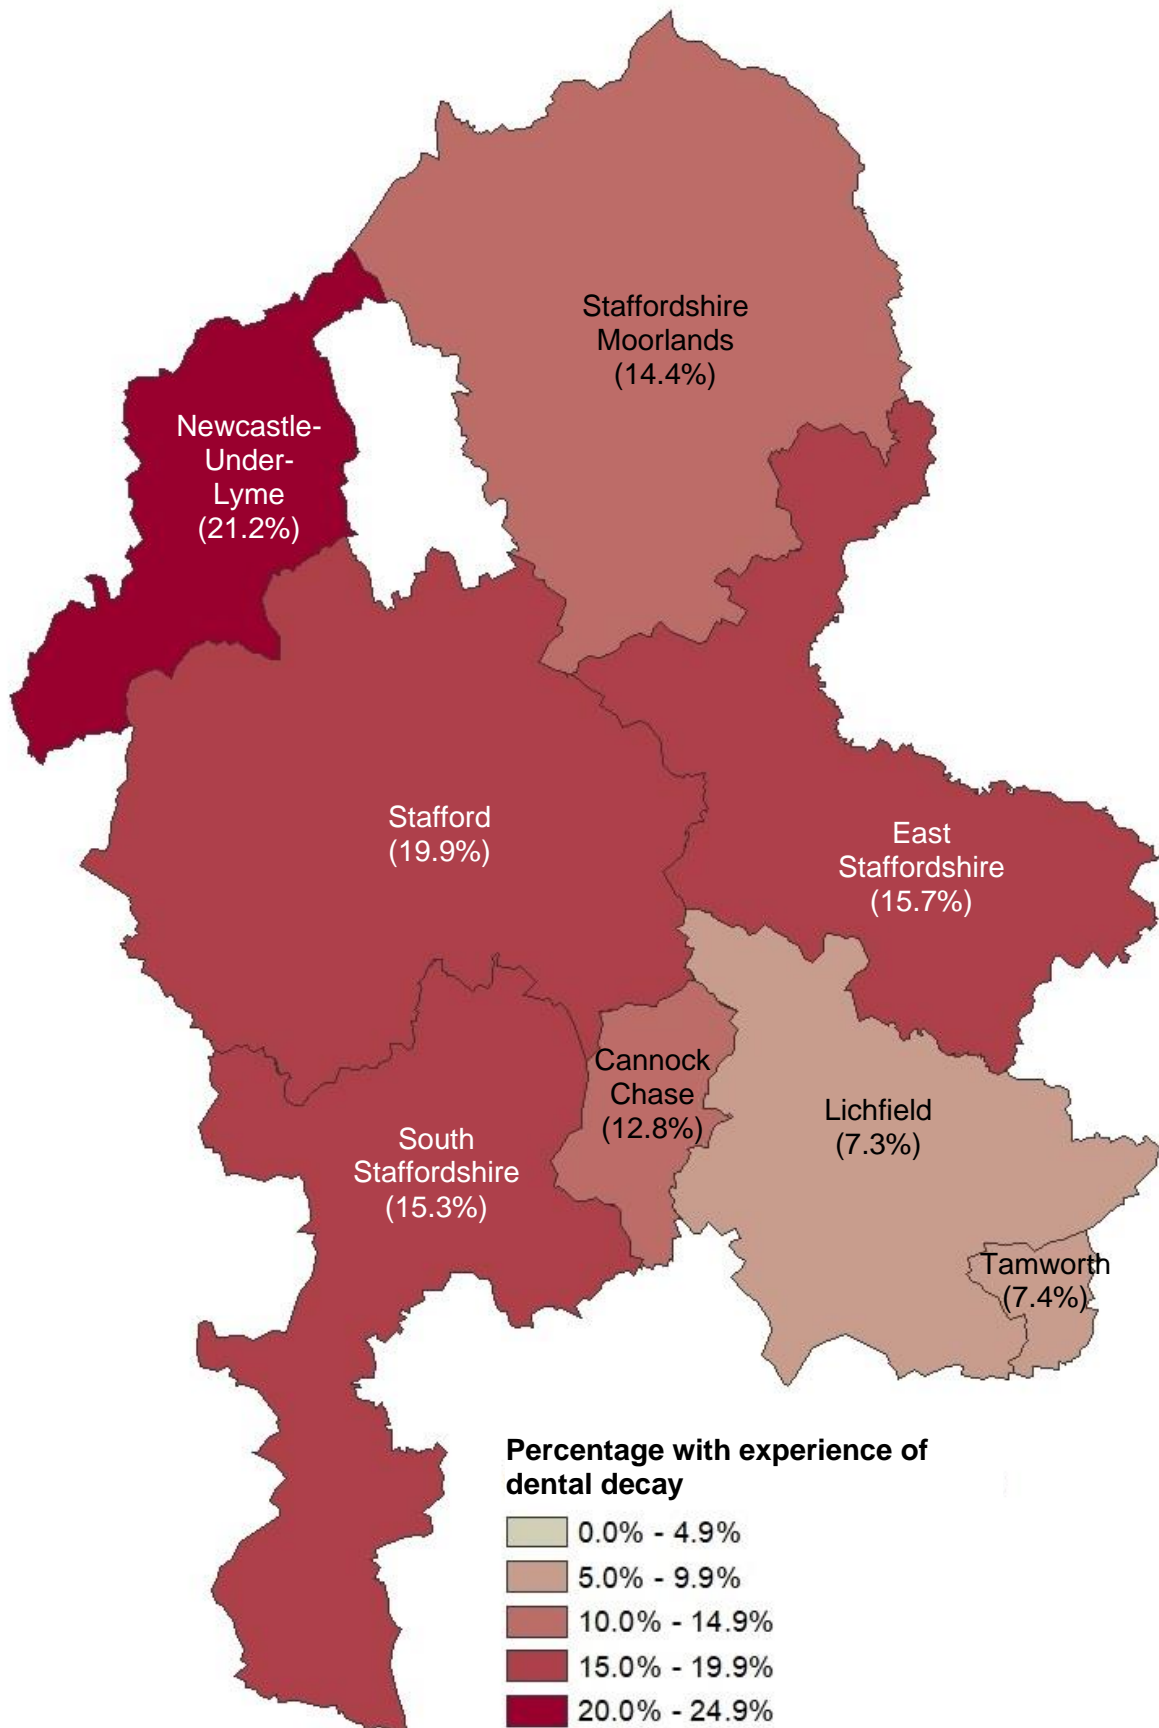 Staffordshire
Moorlands
(14.4%)
Newcastle-
Under-
Lyme
(21.2%)
Stafford
(19.9%)
East
Staffordshire
(15.7%)
Cannock
Chase
(12.8%)
Lichfield
(7.3%)
South
Staffordshire
(15.3%)
Tamworth
(7.4%)
Percentage with experience of
dental decay
0.0% - 4.9%
5.0% - 9.9%
10.0% - 14.9%
15.0% - 19.9%
20.0% - 24.9%